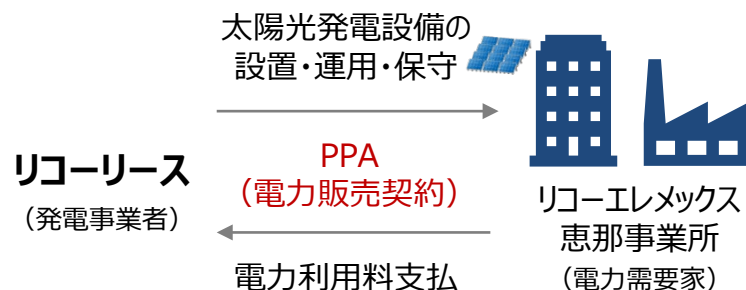 太陽光発電設備の
設置・運用・保守
リコーリース
（発電事業者）
PPA
（電力販売契約）
リコーエレメックス
恵那事業所
（電力需要家）
電力利用料支払